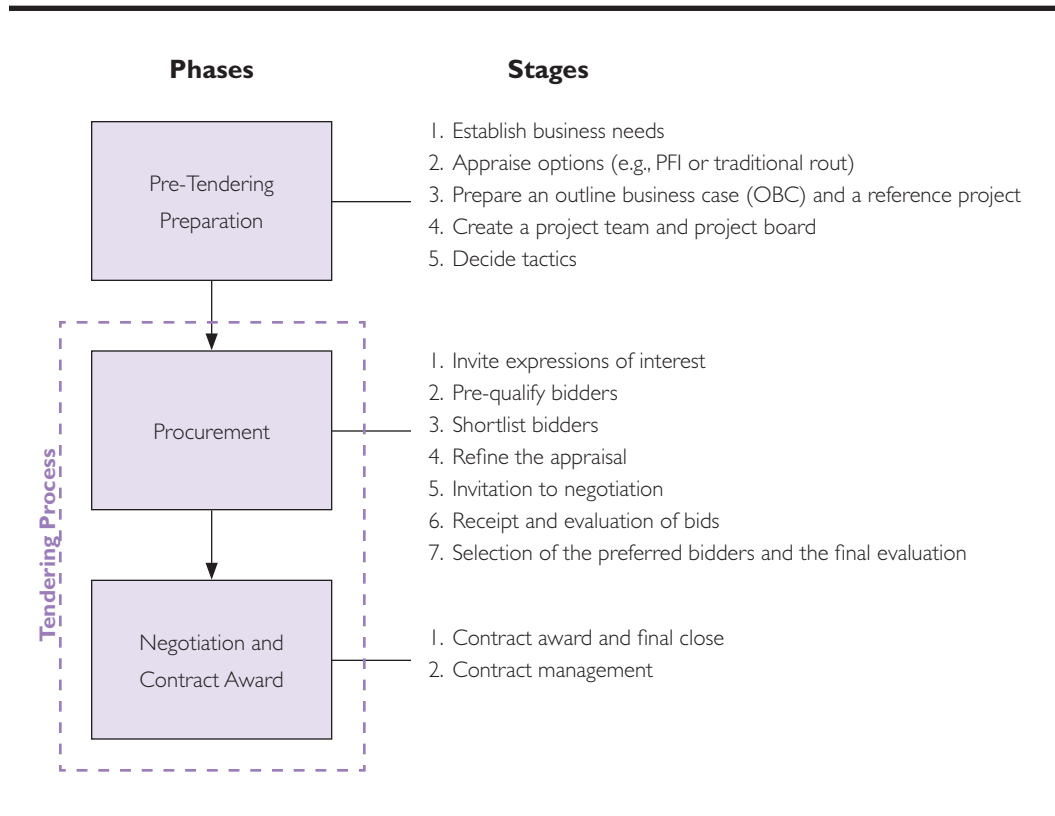 Phases
Stages
Pre-Tendering
Preparation
1. Establish business needs
2. Appraise options (e.g., PFI or traditional rout)
3. Prepare an outline business case (OBC) and a reference project
4. Create a project team and project board
5. Decide tactics
Tendering Process
Procurement
1. Invite expressions of interest
2. Pre-qualify bidders
3. Shortlist bidders
4. Refine the appraisal
5. Invitation to negotiation
6. Receipt and evaluation of bids
7. Selection of the preferred bidders and the final evaluation
Negotiation and
Contract Award
1. Contract award and final close
2. Contract management